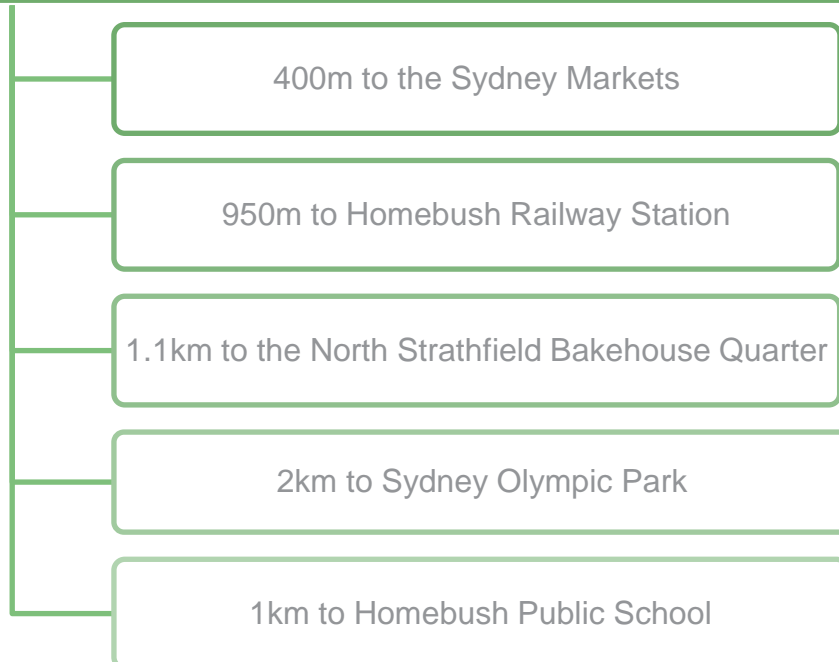 400m to the Sydney Markets
950m to Homebush Railway Station
1.1km to the North Strathfield Bakehouse Quarter
2km to Sydney Olympic Park
1km to Homebush Public School